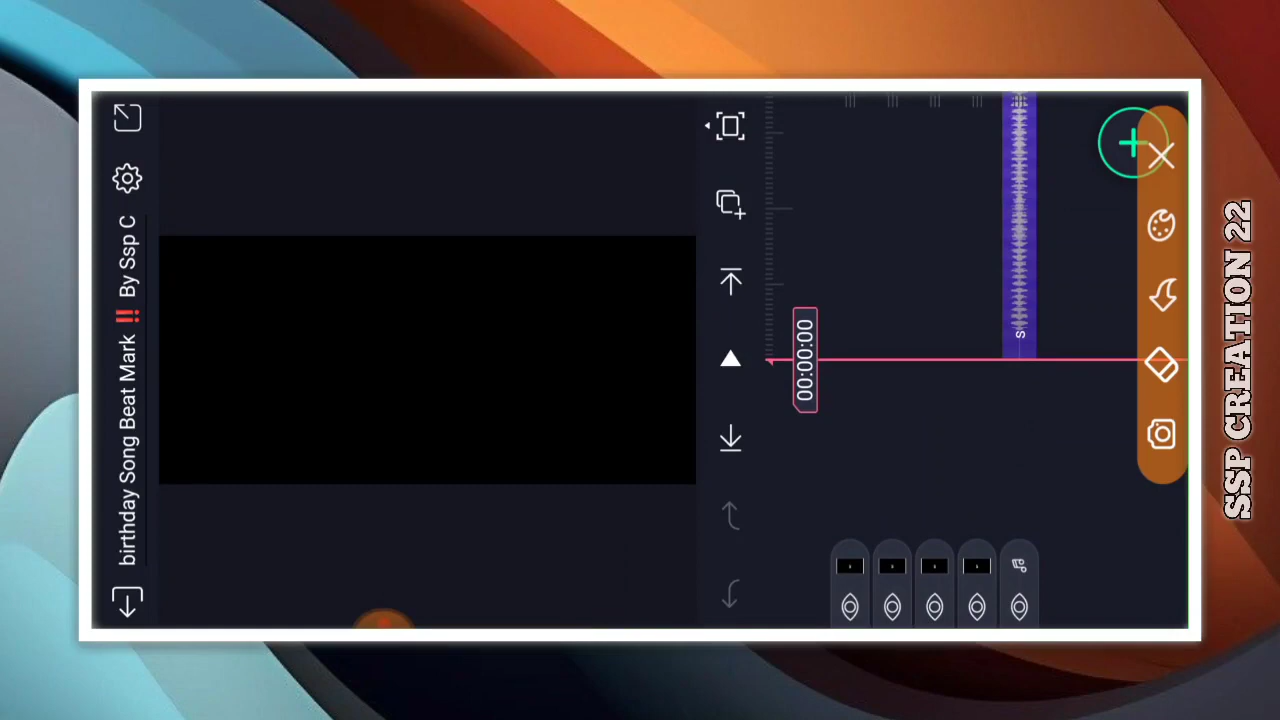 birthday Song Beat Mark ‼️ By Ssp C
00:00:00
s
SSP CREATION 22